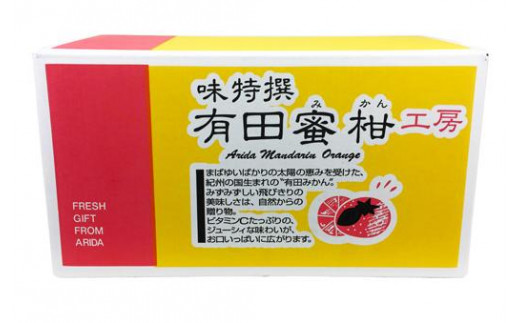 味特撰
みかん
有田蜜柑工房
Arida Mandarin Orange
まばゆいばかりの太陽の恵みを受けた、
紀州の国生まれの“有田みかん”。
みずみずしい飛びきりの
美味しさは、自然からの
贈り物。
ビタミンCたっぷりの、
ジューシィな味わいが、
お口いっぱいに広がります。
FRESH
GIFT
FROM
ARIDA